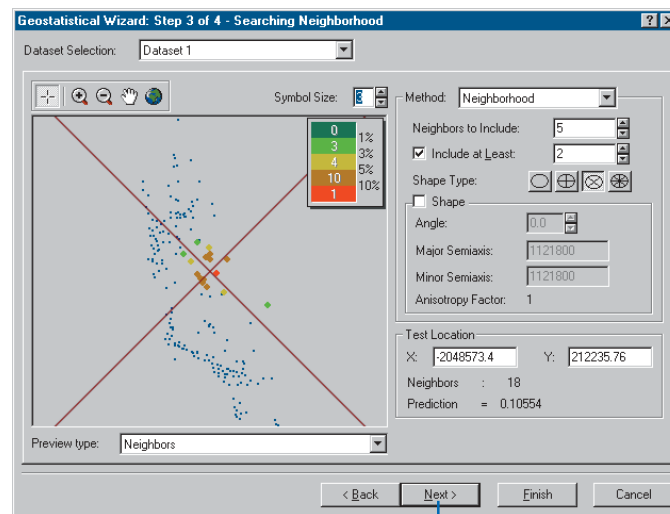 Geostatistical Wizard: Step 3 of 4 - Searching Neighborhood
Dataset Selection: Dataset 1
Symbol Size: 3
0
3
4
10
1
1%
3%
5%
10%
Method: Neighborhood
Neighbors to Include: 5
Include at Least: 2
Shape Type:
Shape
Angle: 0.0
Major Semiaxis: 1121800
Minor Semiaxis: 1121800
Anisotropy Factor: 1
Test Location
X: -2048573.4 Y: 212235.76
Neighbors : 18
Prediction = 0.10554
Preview type: Neighbors
< Back Next > Finish Cancel